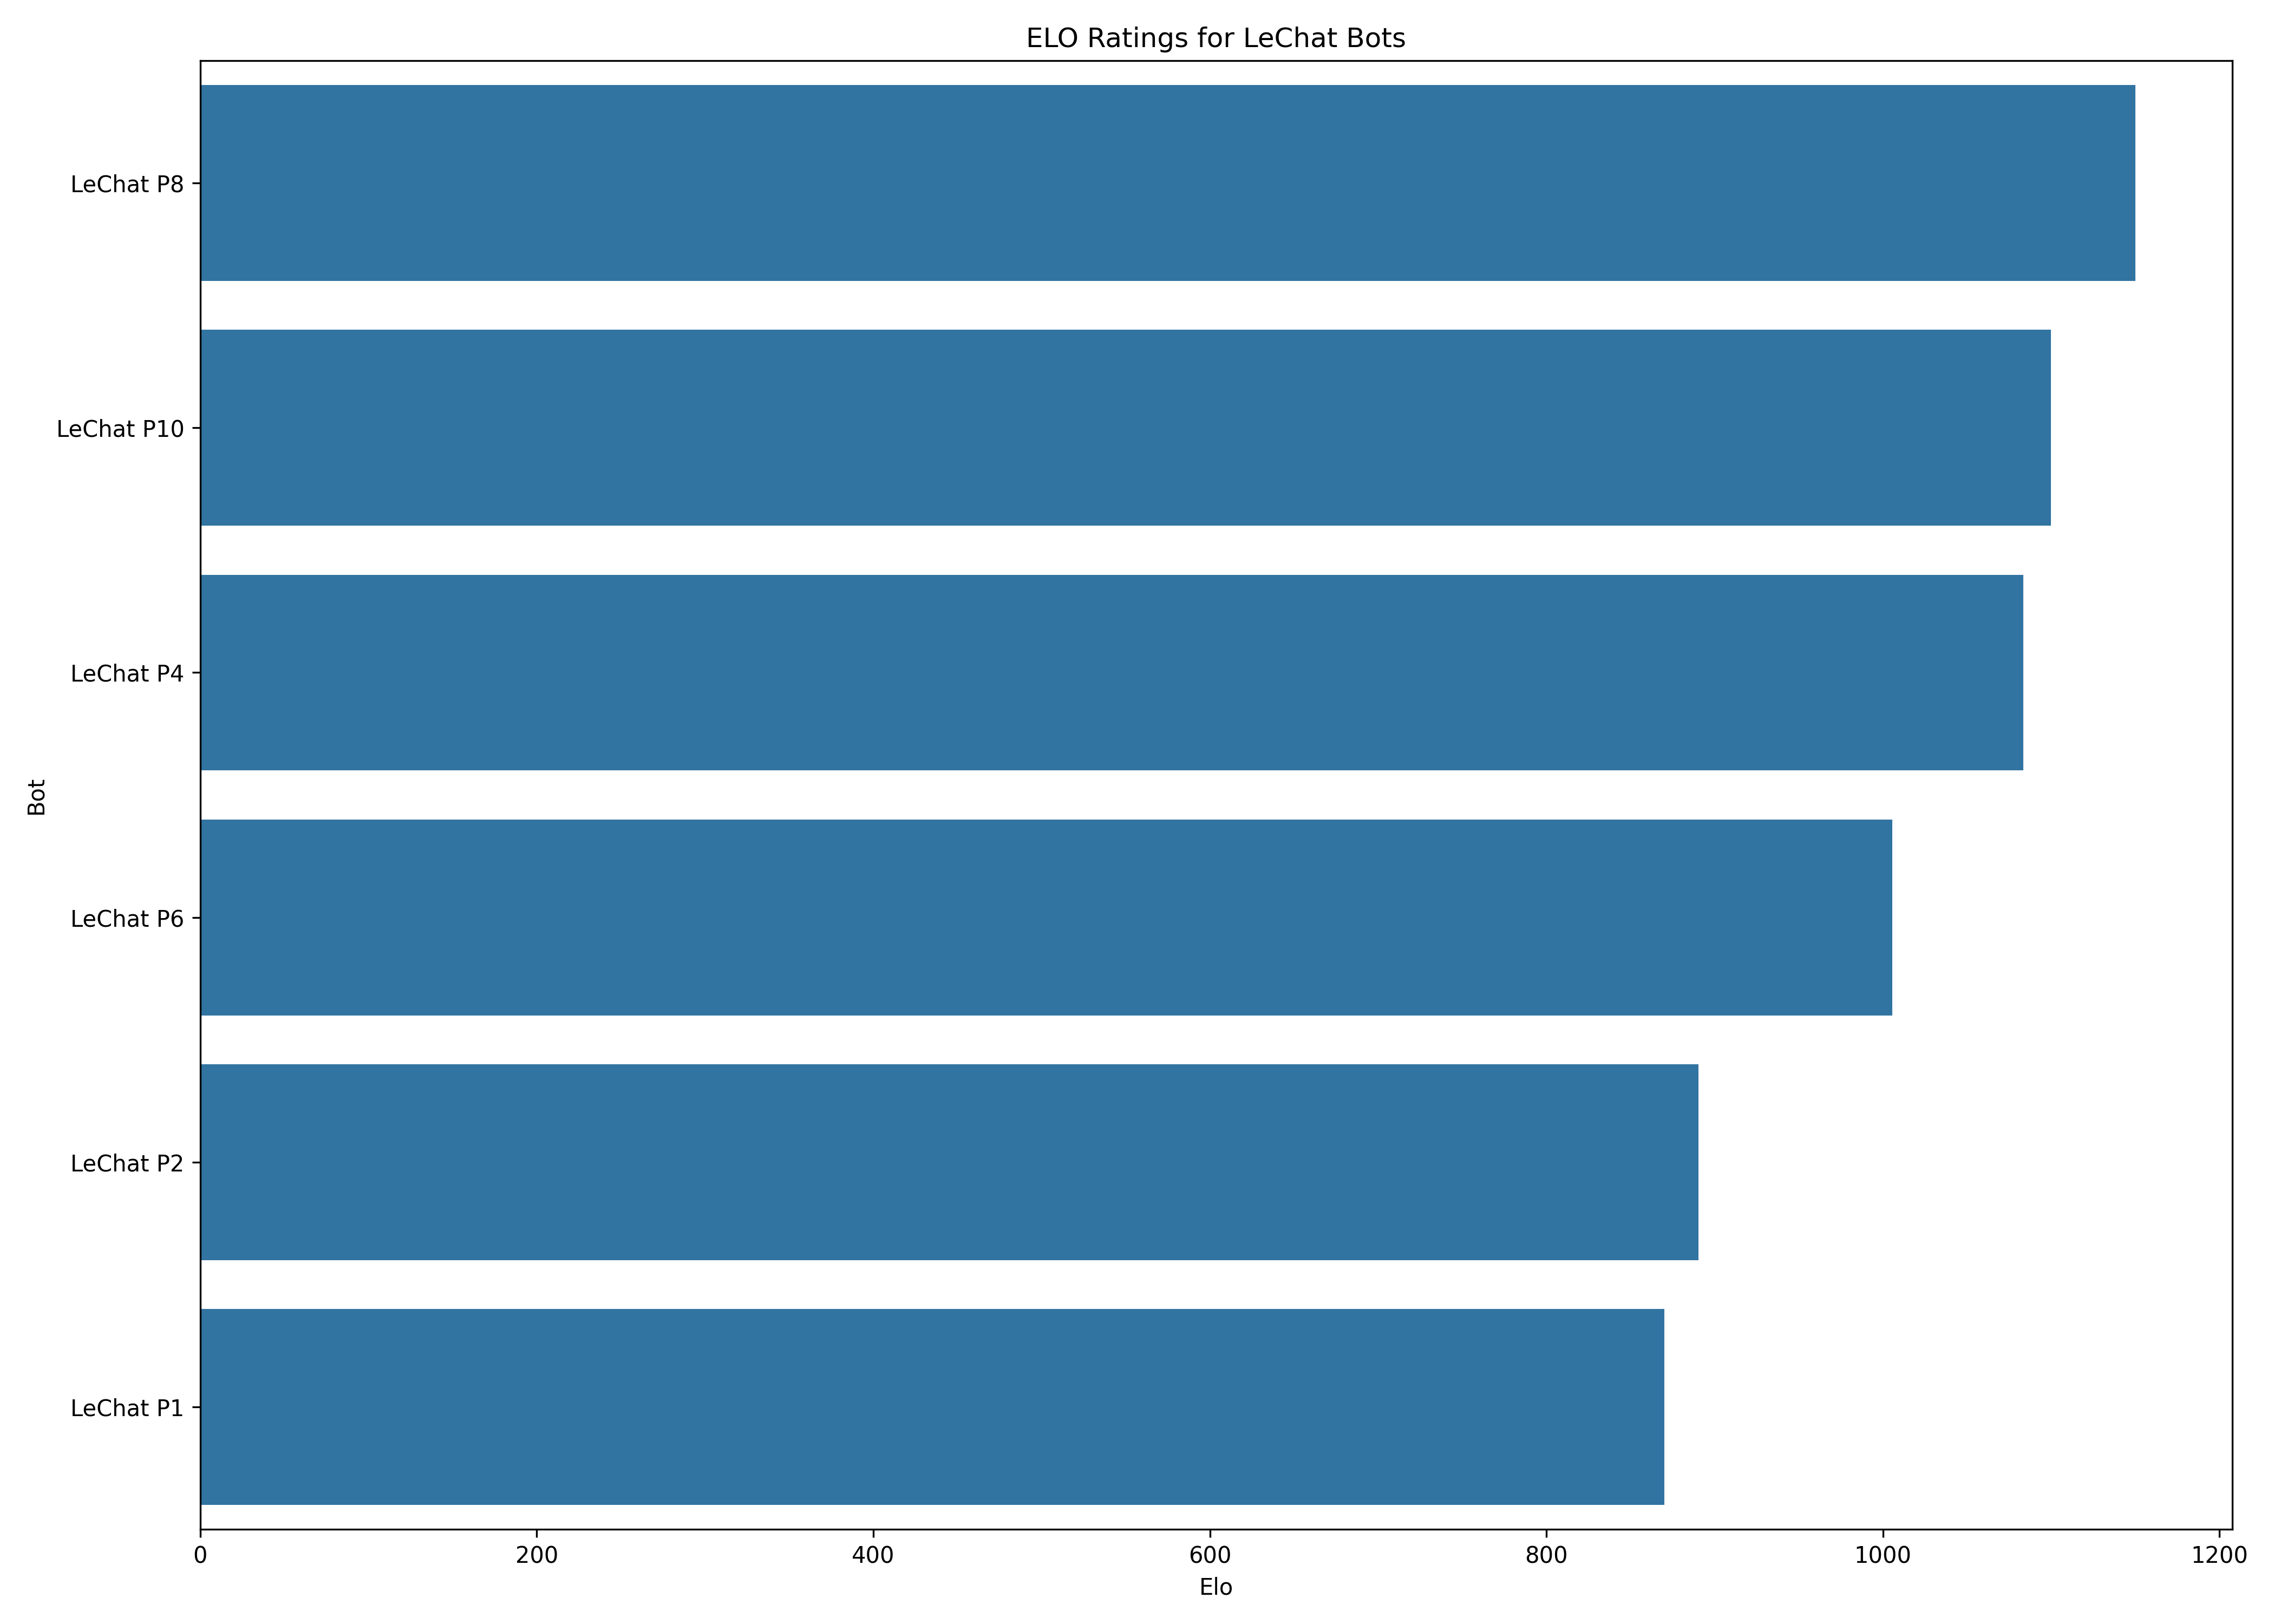 ELO Ratings for LeChat Bots
LeChat P8
LeChat P10
LeChat P4
LeChat P6
LeChat P2
LeChat P1
Bot
0 200 400 600 800 1000 1200
Elo